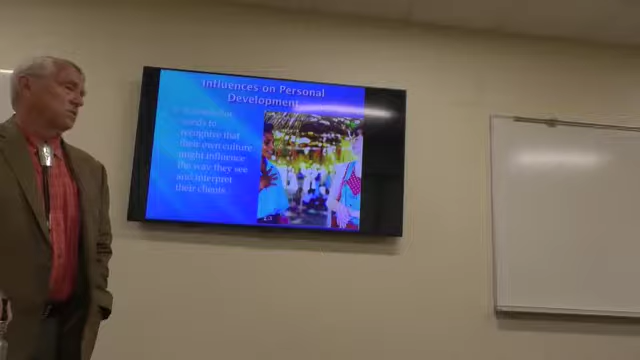 Influences on Personal
Development
needs to
recognize that
their own culture
might influence
the way they see
and interpret
their clients.